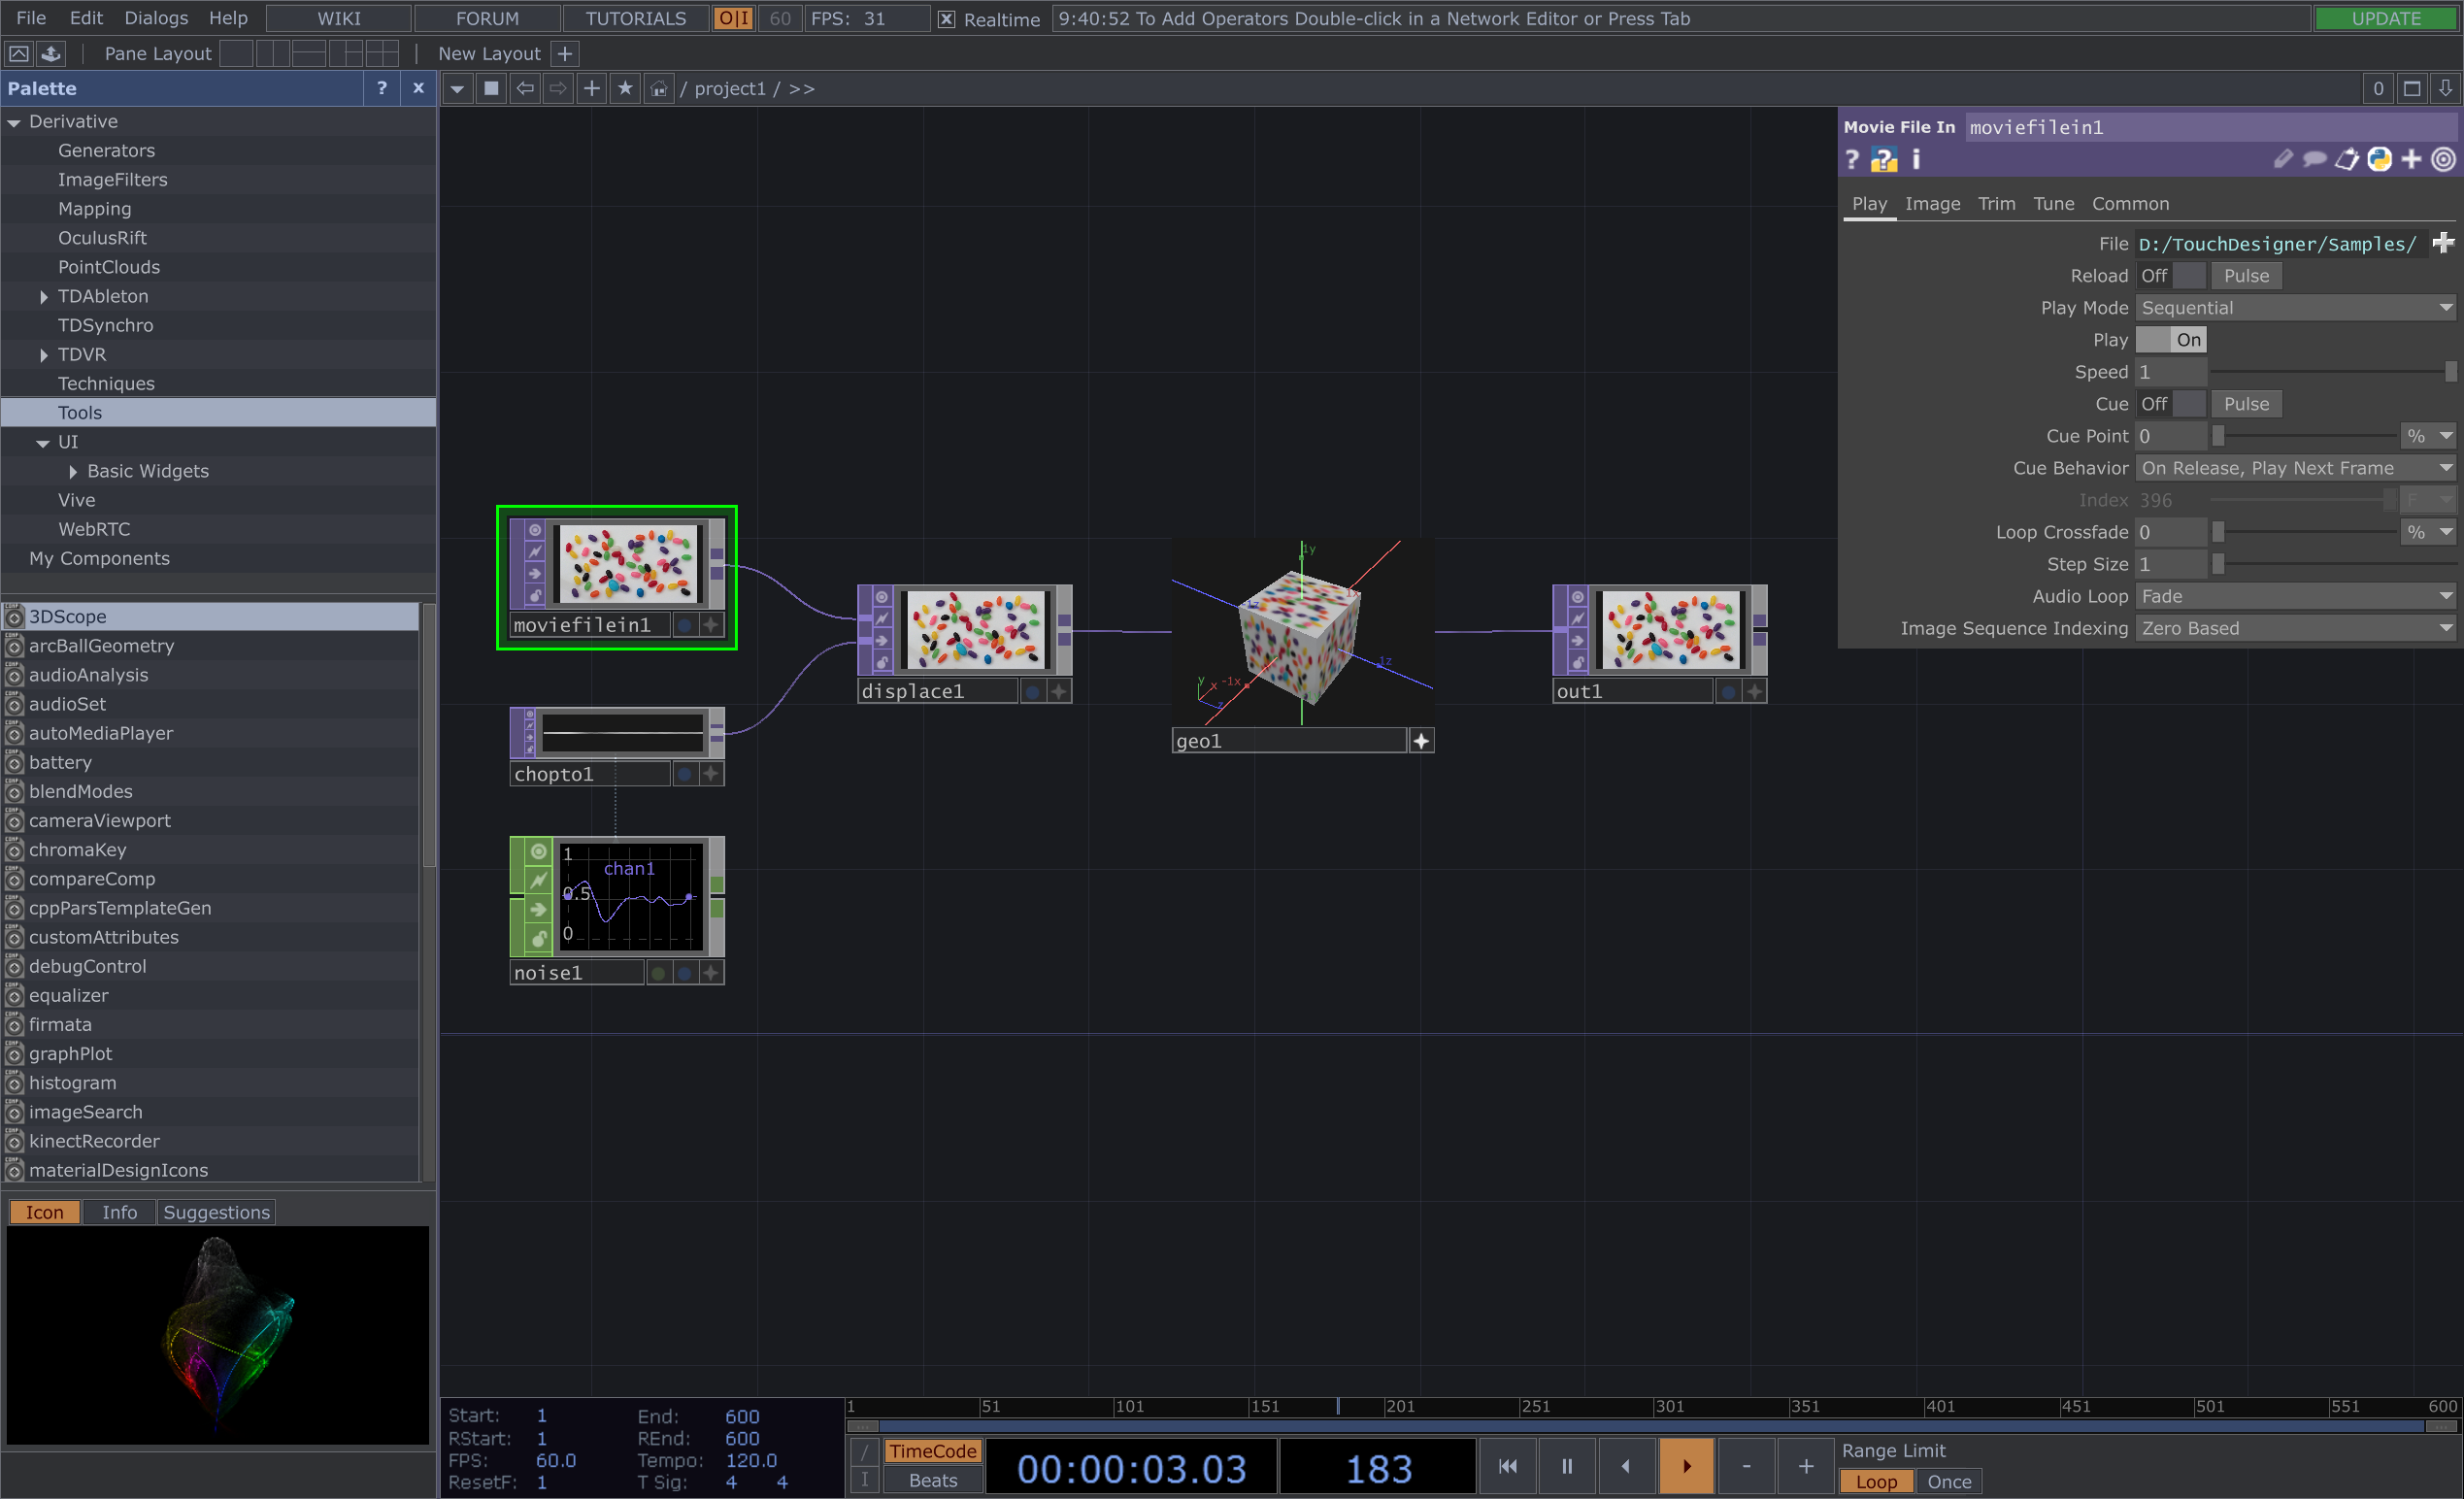 File Edit Dialogs Help WIKI FORUM TUTORIALS O|I 60 FPS: 31 Realtime 9:40:52 To Add Operators Double-click in a Network Editor or Press Tab UPDATE
Pane Layout New Layout +
Palette ? x
/ project1 / >> 0
Derivative
Generators
ImageFilters
Mapping
OculusRift
PointClouds
TDAbleton
TDSynchro
TDVR
Techniques
Tools
UI
Basic Widgets
Vive
WebRTC
My Components
3DScope
arcBallGeometry
audioAnalysis
audioSet
autoMediaPlayer
battery
blendModes
cameraViewport
chromaKey
compareComp
cppParsTemplateGen
customAttributes
debugControl
equalizer
firmata
graphPlot
histogram
imageSearch
kinectRecorder
materialDesignIcons
Icon Info Suggestions
moviefilein1
chopto1
1
chan1
0.5
0
noise1
displace1
1y
1x
1z
-1x
y
x
z
geo1
out1
Movie File In moviefilein1
? ? i
Play Image Trim Tune Common
File D:/TouchDesigner/Samples/
Reload Off Pulse
Play Mode Sequential
Play On
Speed 1
Cue Off Pulse
Cue Point 0 %
Cue Behavior On Release, Play Next Frame
Index 396 F
Loop Crossfade 0 %
Step Size 1
Audio Loop Fade
Image Sequence Indexing Zero Based
Start: 1 End: 600
RStart: 1 REnd: 600
FPS: 60.0 Tempo: 120.0
ResetF: 1 T Sig: 4 4
1 51 101 151 201 251 301 351 401 451 501 551 600
/ TimeCode
I Beats
00:00:03.03 183 - +
Range Limit
Loop Once